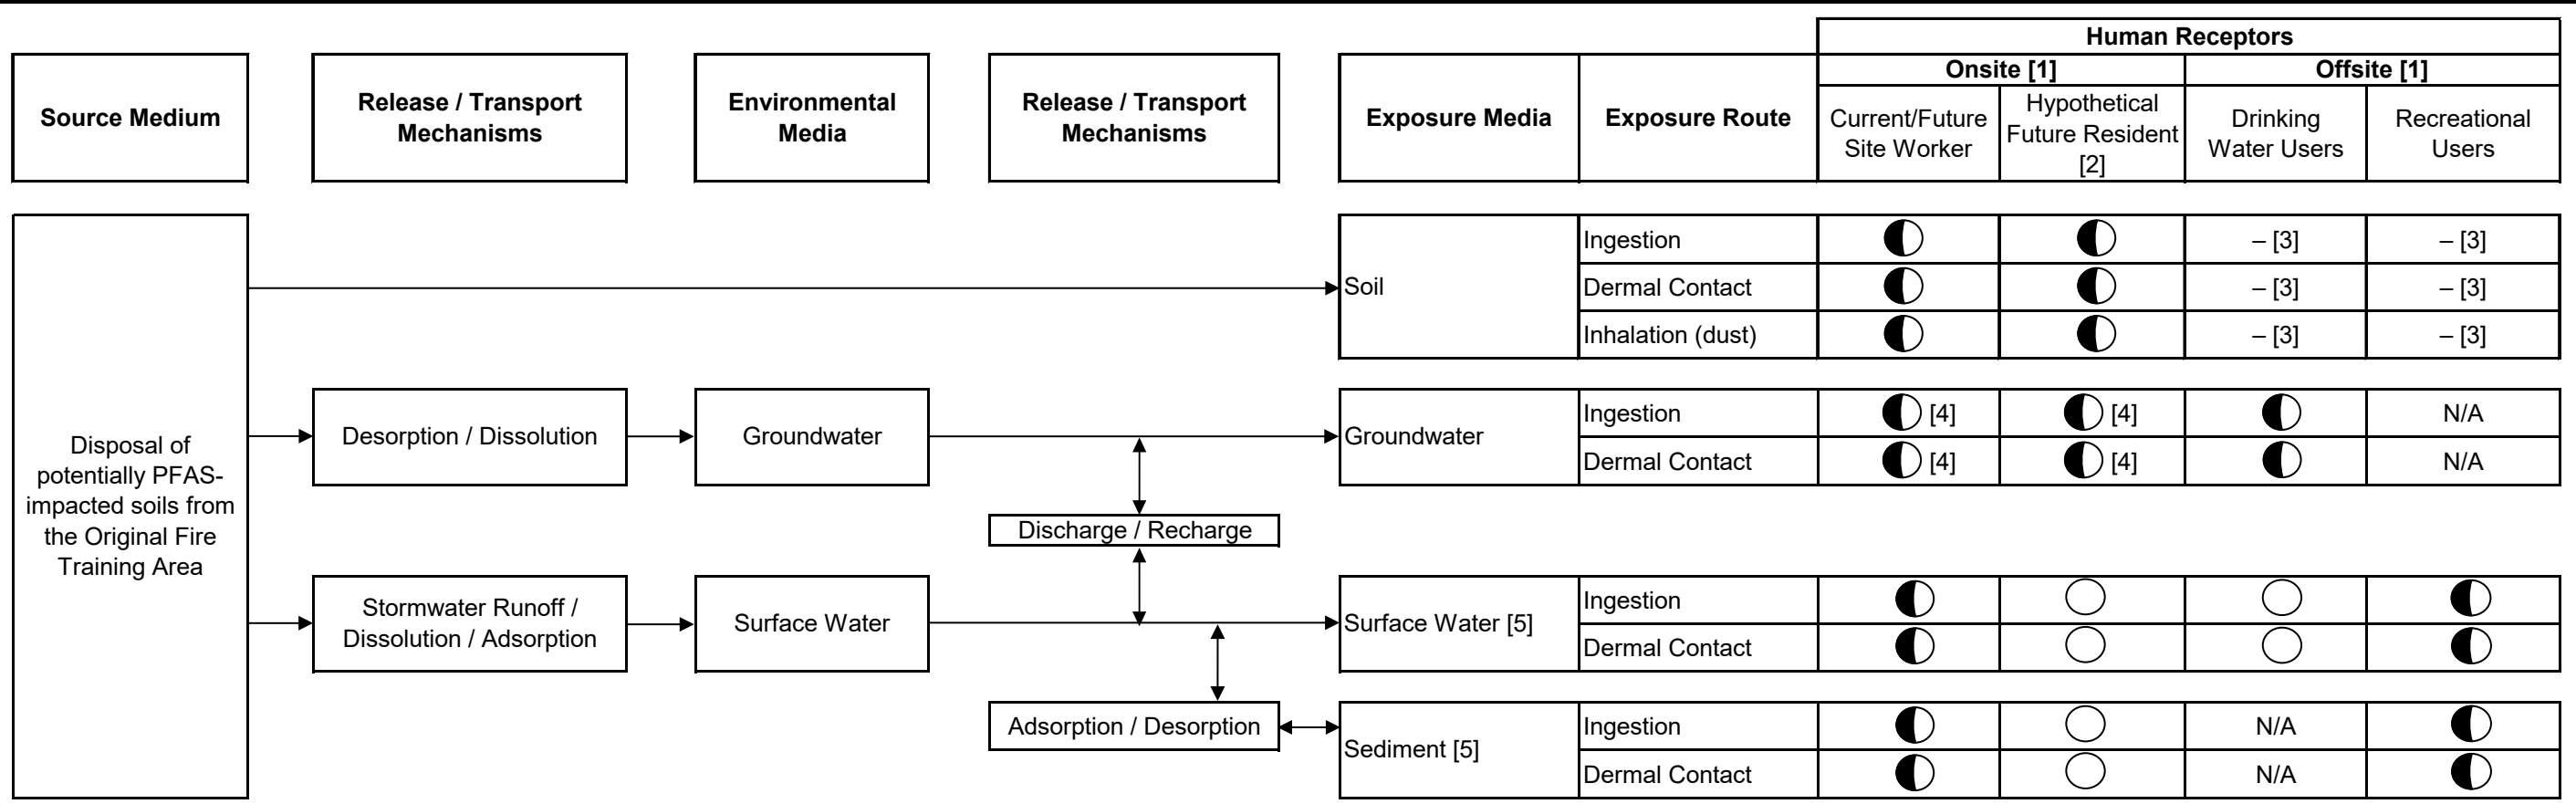 Human Receptors
Onsite [1]
Offsite [1]
Source Medium
Release / Transport
Mechanisms
Environmental
Media
Release / Transport
Mechanisms
Exposure Media
Exposure Route
Current/Future
Site Worker
Hypothetical
Future Resident
[2]
Drinking
Water Users
Recreational
Users
Disposal of
potentially PFAS-
impacted soils from
the Original Fire
Training Area
Soil
Ingestion
– [3]
– [3]
Dermal Contact
– [3]
– [3]
Inhalation (dust)
– [3]
– [3]
Desorption / Dissolution
Groundwater
Groundwater
Ingestion
[4]
[4]
N/A
Dermal Contact
[4]
[4]
N/A
Discharge / Recharge
Stormwater Runoff /
Dissolution / Adsorption
Surface Water
Surface Water [5]
Ingestion
Dermal Contact
Adsorption / Desorption
Sediment [5]
Ingestion
N/A
Dermal Contact
N/A